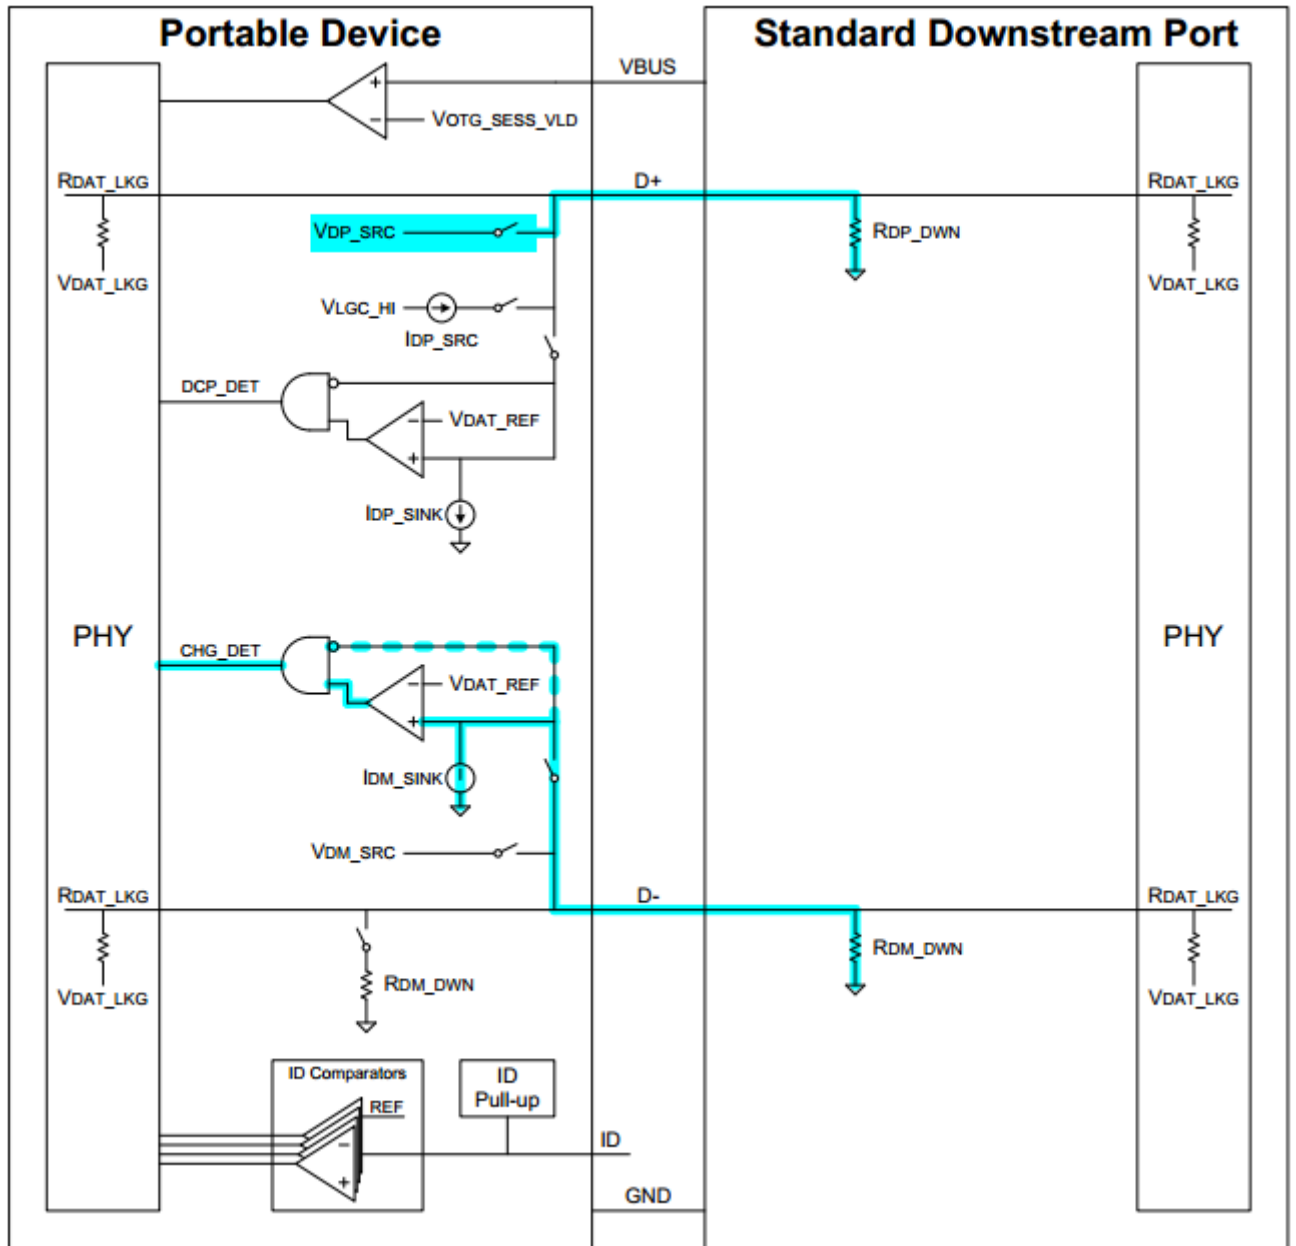 Portable Device
Standard Downstream Port
VBUS
VOTG_SESS_VLD
RDAT_LKG
D+
RDAT_LKG
VDP_SRC
RDP_DWN
VDAT_LKG
VDAT_LKG
VLGC_HI
IDP_SRC
DCP_DET
VDAT_REF
IDP_SINK
PHY
PHY
CHG_DET
VDAT_REF
IDM_SINK
VDM_SRC
RDAT_LKG
D-
RDAT_LKG
RDM_DWN
RDM_DWN
VDAT_LKG
VDAT_LKG
ID Comparators
ID
Pull-up
REF
ID
GND